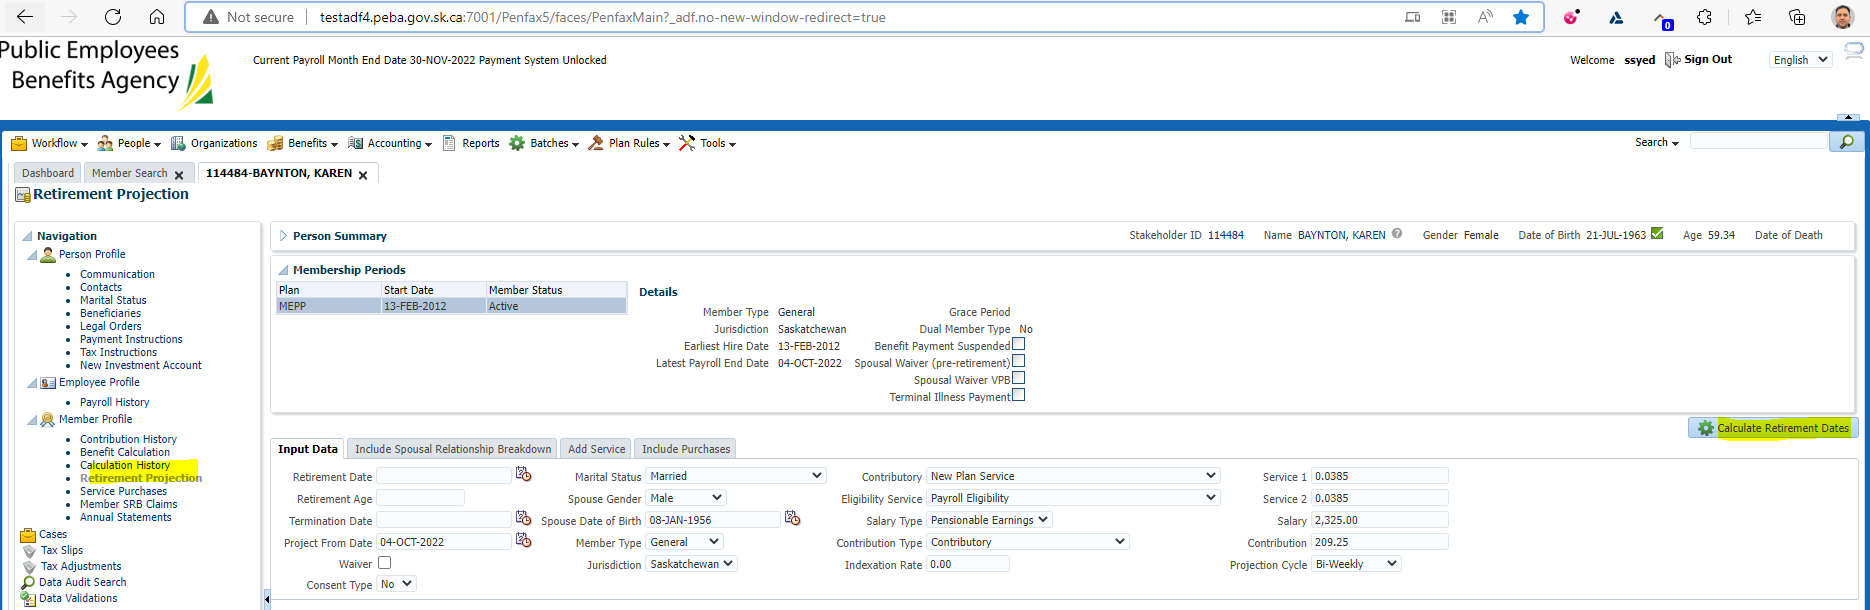 Not secure | testadf4.peba.gov.sk.ca:7001/Penfax5/faces/PenfaxMain?_adf.no-new-window-redirect=true
0
Public Employees
Benefits Agency
Current Payroll Month End Date 30-NOV-2022 Payment System Unlocked
Welcome ssyed Sign Out English
Workflow People Organizations Benefits Accounting Reports Batches Plan Rules Tools Search
Dashboard Member Search 114484-BAYNTON, KAREN
Retirement Projection
Navigation
Person Profile
Communication
Contacts
Marital Status
Beneficiaries
Legal Orders
Payment Instructions
Tax Instructions
New Investment Account
Employee Profile
Payroll History
Member Profile
Contribution History
Benefit Calculation
Calculation History
Retirement Projection
Service Purchases
Member SRB Claims
Annual Statements
Cases
Tax Slips
Tax Adjustments
Data Audit Search
Data Validations
Person Summary Stakeholder ID 114484 Name BAYNTON, KAREN Gender Female Date of Birth 21-JUL-1963 Age 59.34 Date of Death
Membership Periods
Plan Start Date Member Status
MEPP 13-FEB-2012 Active
Details
Member Type General Grace Period
Jurisdiction Saskatchewan Dual Member Type No
Earliest Hire Date 13-FEB-2012 Benefit Payment Suspended
Latest Payroll End Date 04-OCT-2022 Spousal Waiver (pre-retirement)
Spousal Waiver VPB
Terminal Illness Payment
Calculate Retirement Dates
Input Data Include Spousal Relationship Breakdown Add Service Include Purchases
Retirement Date Marital Status Married Contributory New Plan Service Service 1 0.0385
Retirement Age Spouse Gender Male Eligibility Service Payroll Eligibility Service 2 0.0385
Termination Date Spouse Date of Birth 08-JAN-1956 Salary Type Pensionable Earnings Salary 2,325.00
Project From Date 04-OCT-2022 Member Type General Contribution Type Contributory Contribution 209.25
Waiver Jurisdiction Saskatchewan Indexation Rate 0.00 Projection Cycle Bi-Weekly
Consent Type No